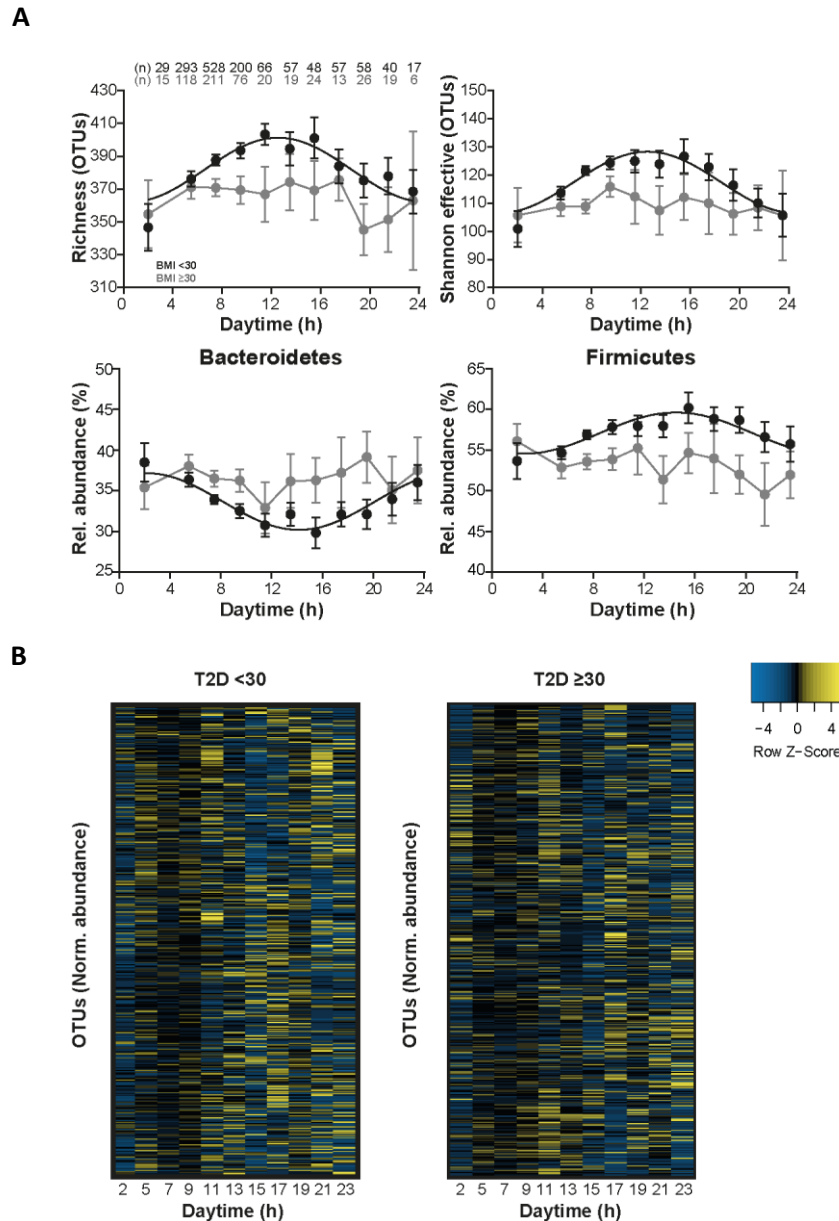 A
(n) 29 293 528 200 66 57 48 57 58 40 17
(n) 15 118 211 76 20 19 24 13 26 19 6
430
400
370
340
310
Richness (OTUs)
BMI <30
BMI ≥30
0 4 8 12 16 20 24
Daytime (h)
150
140
130
120
110
100
90
80
Shannon effective (OTUs)
0 4 8 12 16 20 24
Daytime (h)
Bacteroidetes
50
45
40
35
30
25
Rel. abundance (%)
0 4 8 12 16 20 24
Daytime (h)
Firmicutes
65
60
55
50
45
40
Rel. abundance (%)
0 4 8 12 16 20 24
Daytime (h)
B
T2D <30
OTUs (Norm. abundance)
2 5 7 9 11 13 15 17 19 21 23
Daytime (h)
T2D ≥30
OTUs (Norm. abundance)
2 5 7 9 11 13 15 17 19 21 23
Daytime (h)
−4 0 4
Row Z−Score